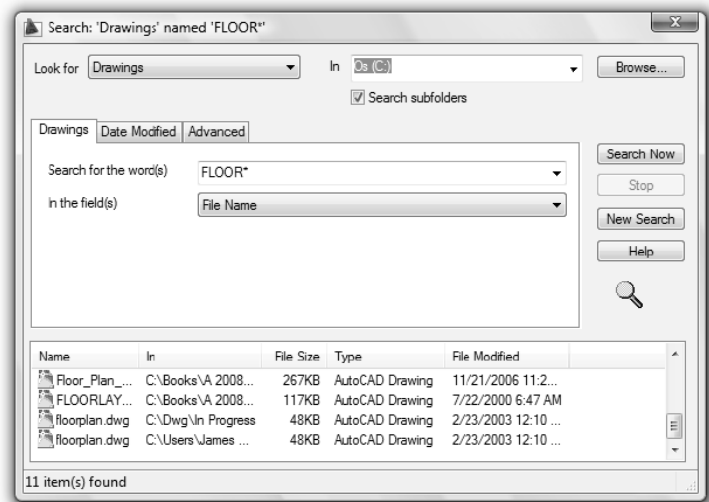 Search: 'Drawings' named 'FLOOR*'
Look for Drawings In Os (C:) Browse...
Search subfolders
Drawings Date Modified Advanced
Search for the word(s) FLOOR*
In the field(s) File Name
Search Now
Stop
New Search
Help
Name In File Size Type File Modified
Floor_Plan_... C:\Books\A 2008... 267KB AutoCAD Drawing 11/21/2006 11:2...
FLOORLAY... C:\Books\A 2008... 117KB AutoCAD Drawing 7/22/2000 6:47 AM
floorplan.dwg C:\Dwg\In Progress 48KB AutoCAD Drawing 2/23/2003 12:10 ...
floorplan.dwg C:\Users\James ... 48KB AutoCAD Drawing 2/23/2003 12:10 ...
11 item(s) found